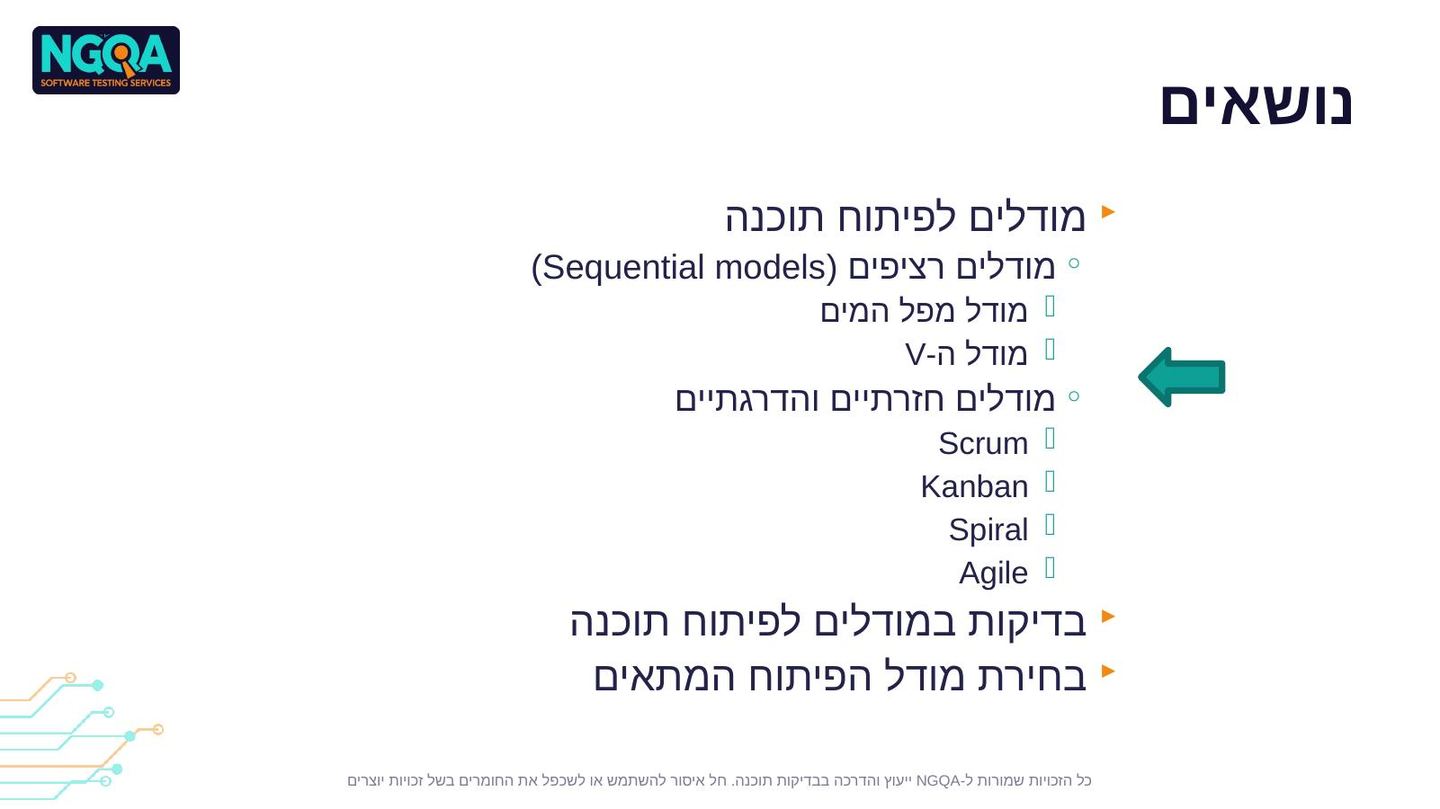 NGQA
SOFTWARE TESTING SERVICES
נושאים
מודלים לפיתוח תוכנה
מודלים רציפים (Sequential models)
מודל מפל המים
מודל ה-V
מודלים חזרתיים והדרגתיים
Scrum
Kanban
Spiral
Agile
בדיקות במודלים לפיתוח תוכנה
בחירת מודל הפיתוח המתאים
כל הזכויות שמורות ל-NGQA ייעוץ והדרכה בבדיקות תוכנה. חל איסור להשתמש או לשכפל את החומרים בשל זכויות יוצרים